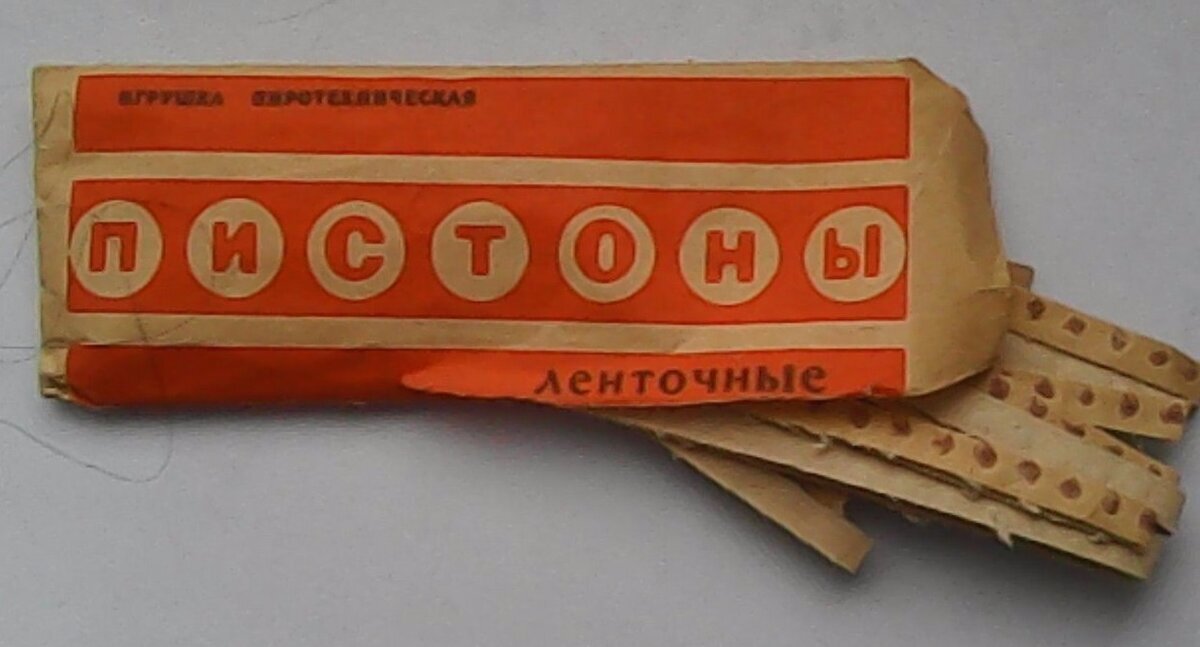 ИГРУШКА ПИРОТЕХНИЧЕСКАЯ
ПИСТОНЫ
ленточные